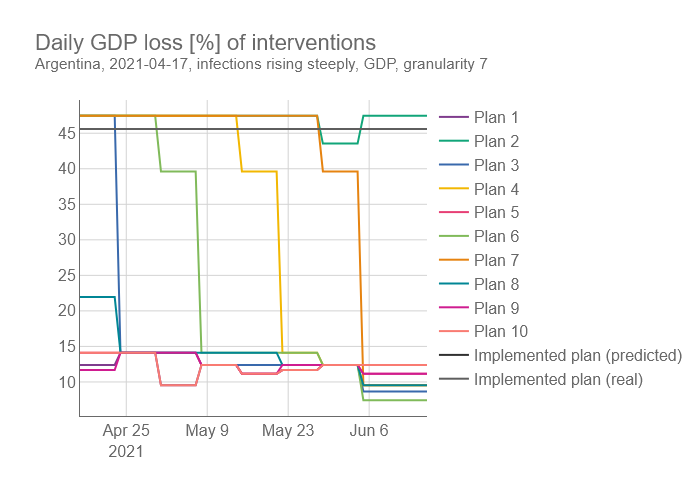 Daily GDP loss [%] of interventions
Argentina, 2021-04-17, infections rising steeply, GDP, granularity 7
45
40
35
30
25
20
15
10
Apr 25
2021
May 9
May 23
Jun 6
Plan 1
Plan 2
Plan 3
Plan 4
Plan 5
Plan 6
Plan 7
Plan 8
Plan 9
Plan 10
Implemented plan (predicted)
Implemented plan (real)